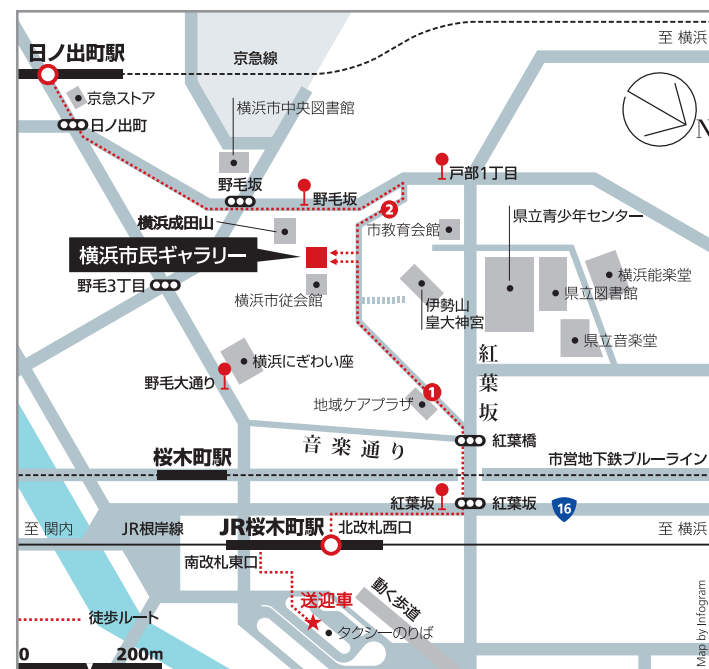 日ノ出町駅
京急線
至 横浜
京急ストア
日ノ出町
横浜市中央図書館
N
野毛坂
野毛坂
戸部1丁目
2
横浜成田山
市教育会館
県立青少年センター
横浜市民ギャラリー
野毛3丁目
横浜市従会館
伊勢山
皇大神宮
県立図書館
横浜能楽堂
県立音楽堂
紅葉坂
横浜にぎわい座
野毛大通り
地域ケアプラザ
1
音楽通り
紅葉橋
桜木町駅
市営地下鉄ブルーライン
紅葉坂
紅葉坂
16
至 関内
JR根岸線
JR桜木町駅
北改札西口
至 横浜
南改札東口
送迎車
動く歩道
タクシーのりば
徒歩ルート
0
200m
Map by Infogram